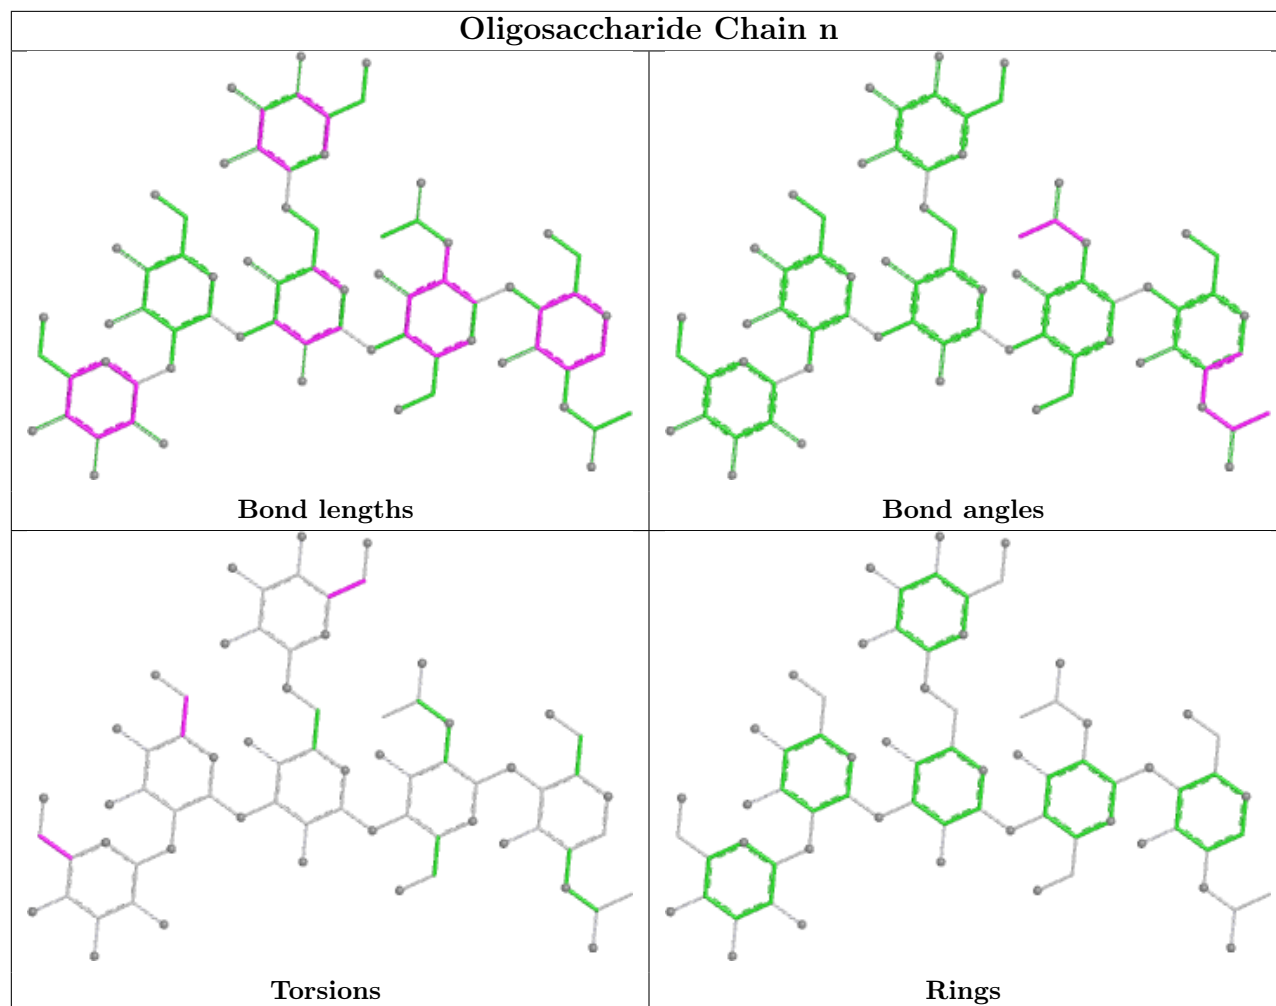 Oligosaccharide Chain n
Bond lengths
Bond angles
Torsions
Rings